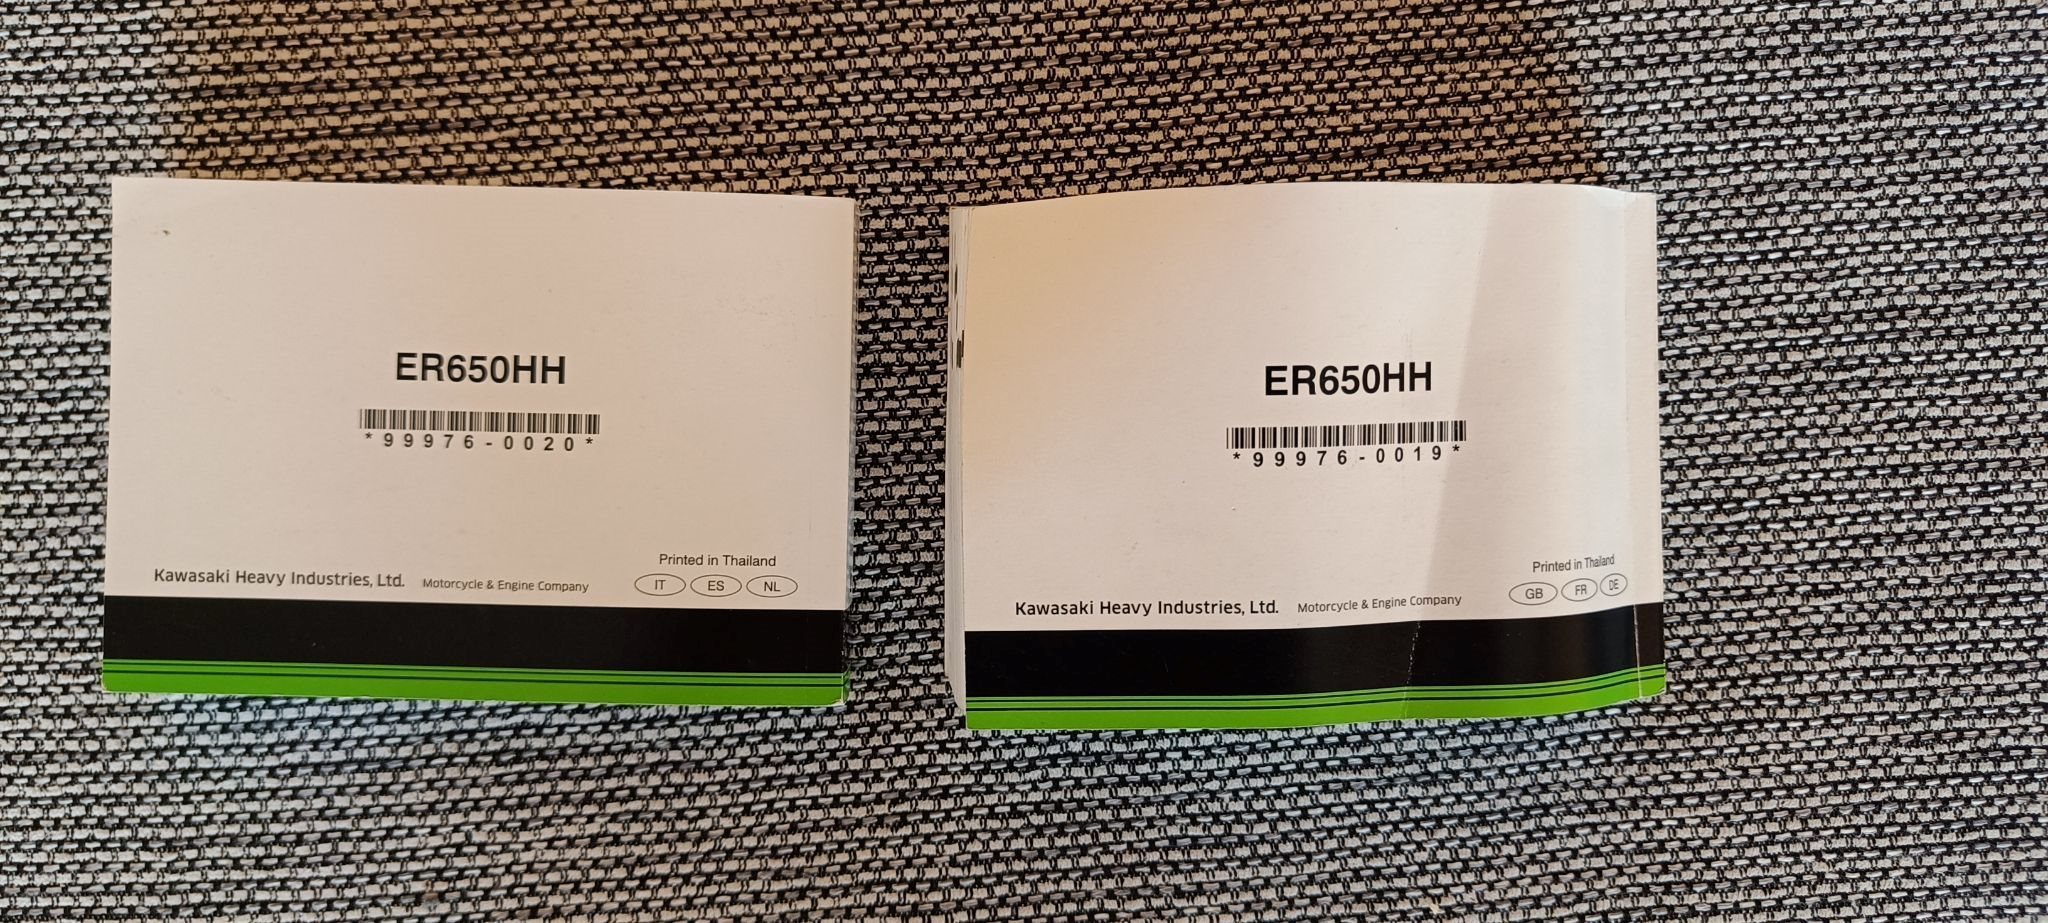 ER650HH
*99976-0020*
Printed in Thailand
Kawasaki Heavy Industries, Ltd. Motorcycle & Engine Company IT ES NL
ER650HH
*99976-0019*
Printed in Thailand
Kawasaki Heavy Industries, Ltd. Motorcycle & Engine Company GB FR DE